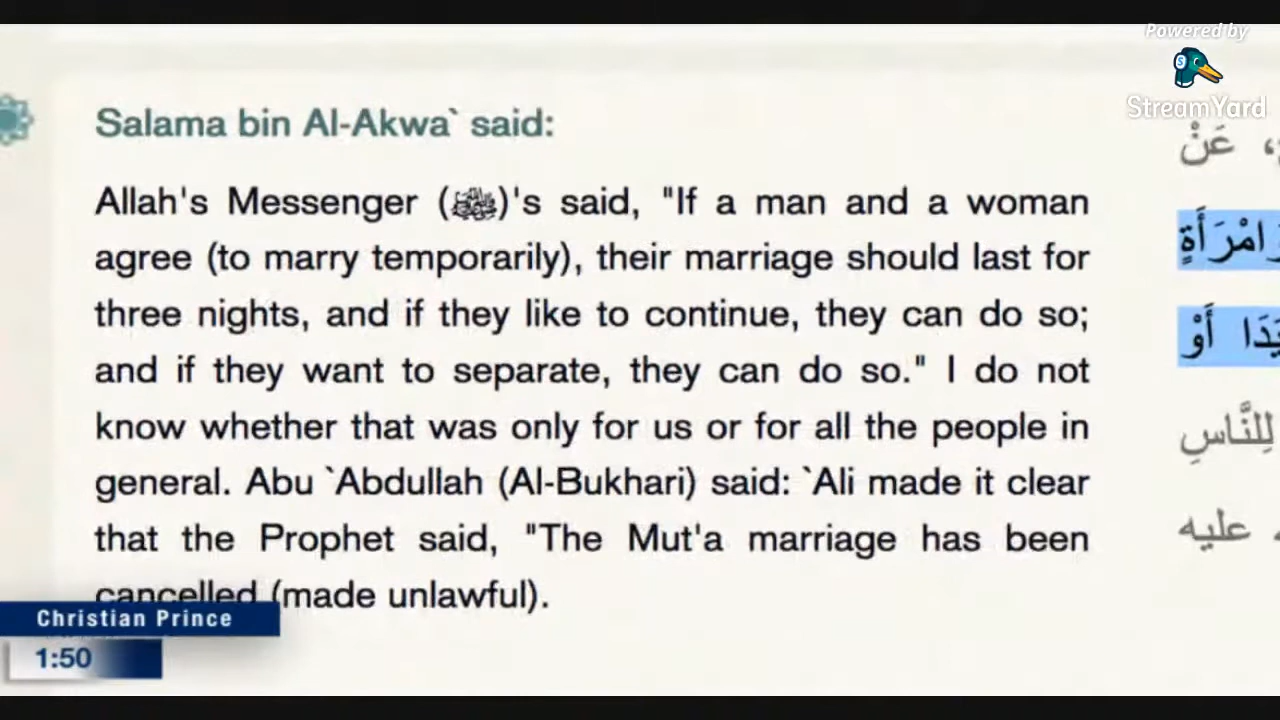 Powered by
StreamYard
Salama bin Al-Akwa` said:
Allah's Messenger (ﷺ)'s said, "If a man and a woman
agree (to marry temporarily), their marriage should last for
three nights, and if they like to continue, they can do so;
and if they want to separate, they can do so." I do not
know whether that was only for us or for all the people in
general. Abu `Abdullah (Al-Bukhari) said: `Ali made it clear
that the Prophet said, "The Mut'a marriage has been
cancelled (made unlawful).
عَنْ
أَوْ
لِلنَّاسِ
عليه
Christian Prince
1:50